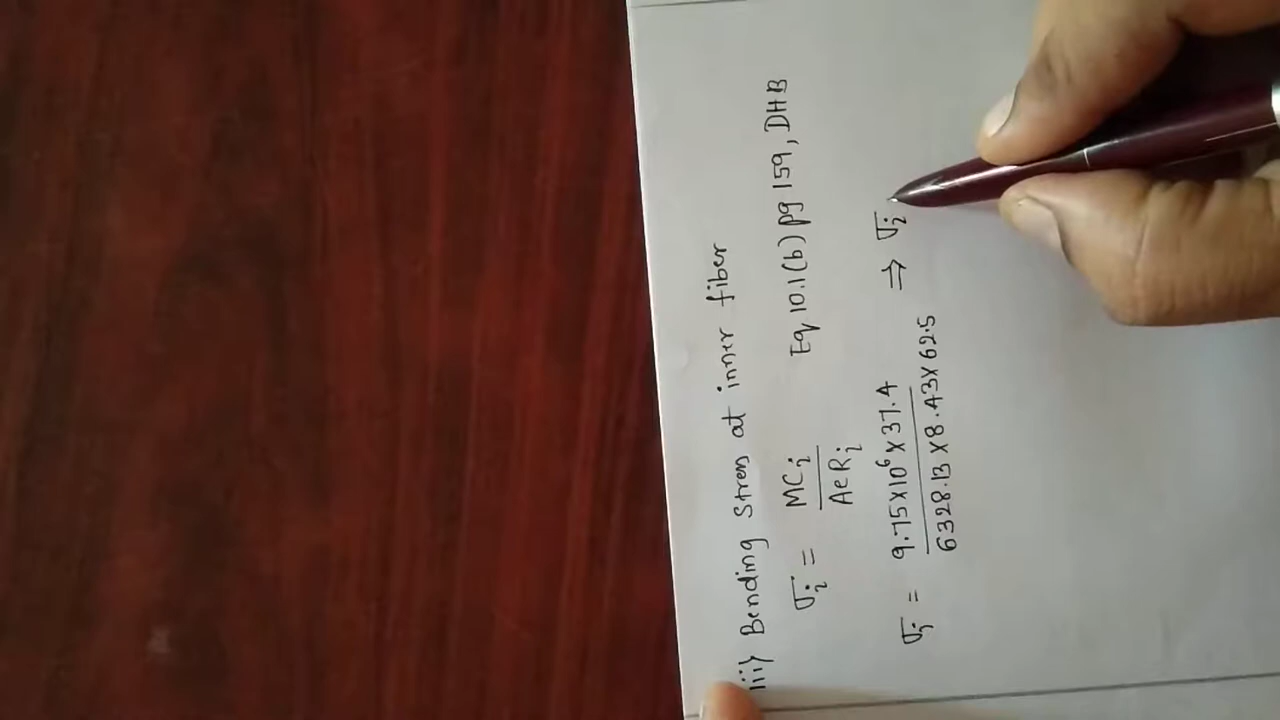 iii) Bending Stress at inner fiber
σi = MCi / AeRi Eq 10.1(b) pg 159, DHB
σi = 9.75×10⁶ × 37.4 / 6328.13 × 8.43 × 62.5 ⇒ σi